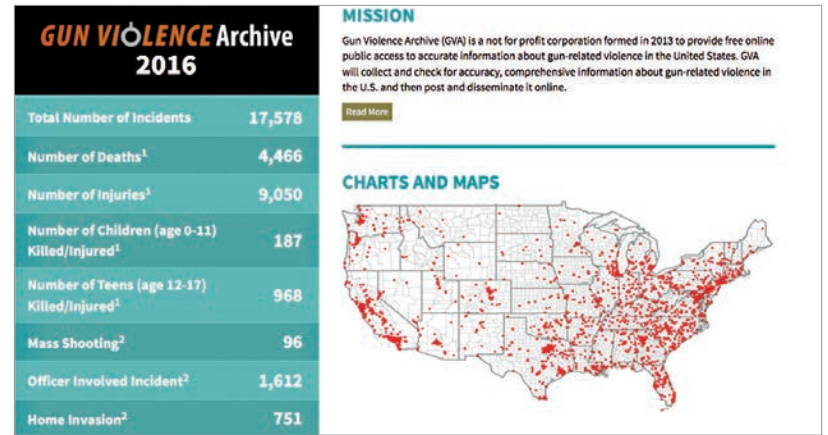 GUN VIOLENCE Archive
2016
Total Number of Incidents 17,578
Number of Deaths1 4,466
Number of Injuries1 9,050
Number of Children (age 0-11)
Killed/Injured1 187
Number of Teens (age 12-17)
Killed/Injured1 968
Mass Shooting2 96
Officer Involved Incident2 1,612
Home Invasion2 751
MISSION
Gun Violence Archive (GVA) is a not for profit corporation formed in 2013 to provide free online
public access to accurate information about gun-related violence in the United States. GVA
will collect and check for accuracy, comprehensive information about gun-related violence in
the U.S. and then post and disseminate it online.
Read More
CHARTS AND MAPS